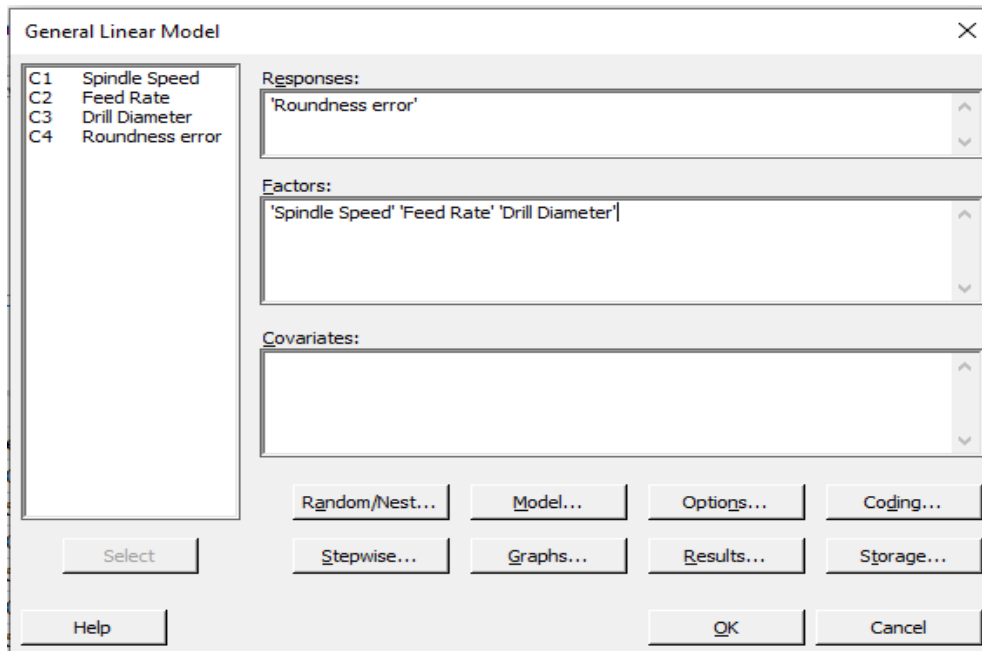 General Linear Model
C1 Spindle Speed
C2 Feed Rate
C3 Drill Diameter
C4 Roundness error
Responses:
'Roundness error'
Factors:
'Spindle Speed' 'Feed Rate' 'Drill Diameter'
Covariates:
Random/Nest...
Model...
Options...
Coding...
Select
Stepwise...
Graphs...
Results...
Storage...
Help
OK
Cancel